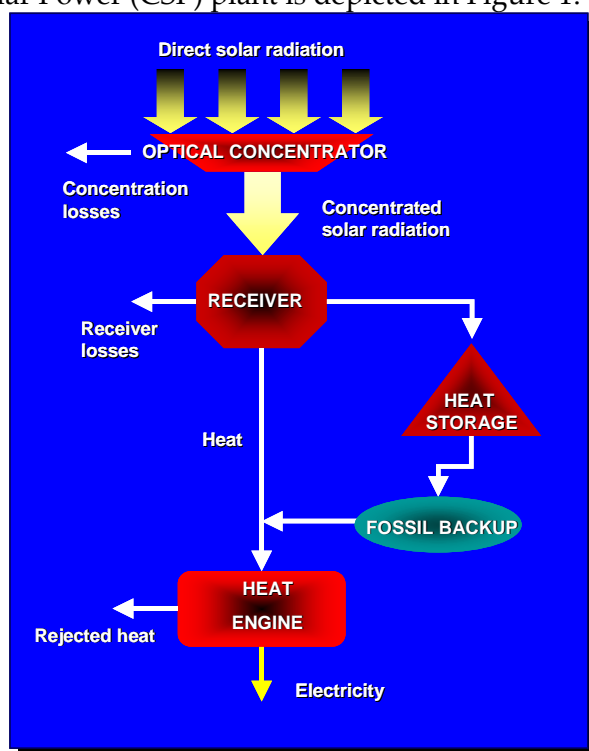 Power (CSP) plant is depicted in Figure 1.
Direct solar radiation
OPTICAL CONCENTRATOR
Concentration
losses
Concentrated
solar radiation
RECEIVER
Receiver
losses
HEAT
STORAGE
Heat
FOSSIL BACKUP
HEAT
ENGINE
Rejected heat
Electricity